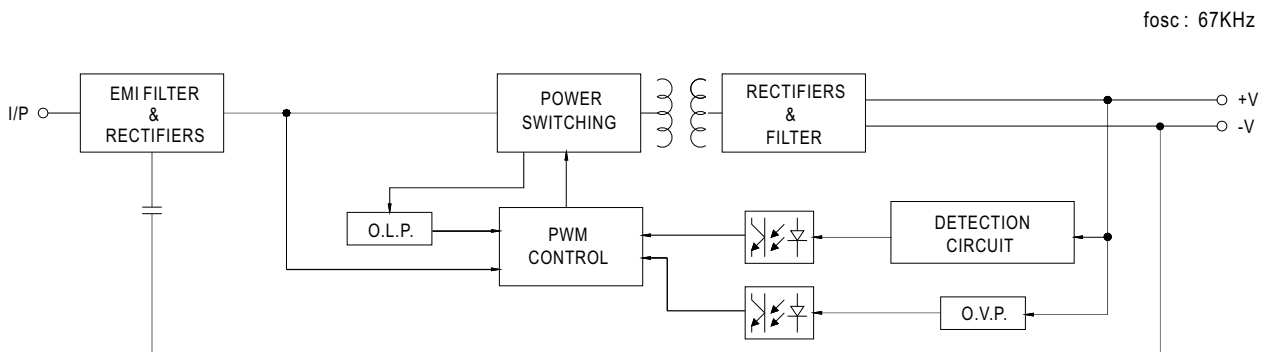 fosc : 67KHz
I/P
EMI FILTER
&
RECTIFIERS
POWER
SWITCHING
RECTIFIERS
&
FILTER
+V
-V
O.L.P.
PWM
CONTROL
DETECTION
CIRCUIT
O.V.P.